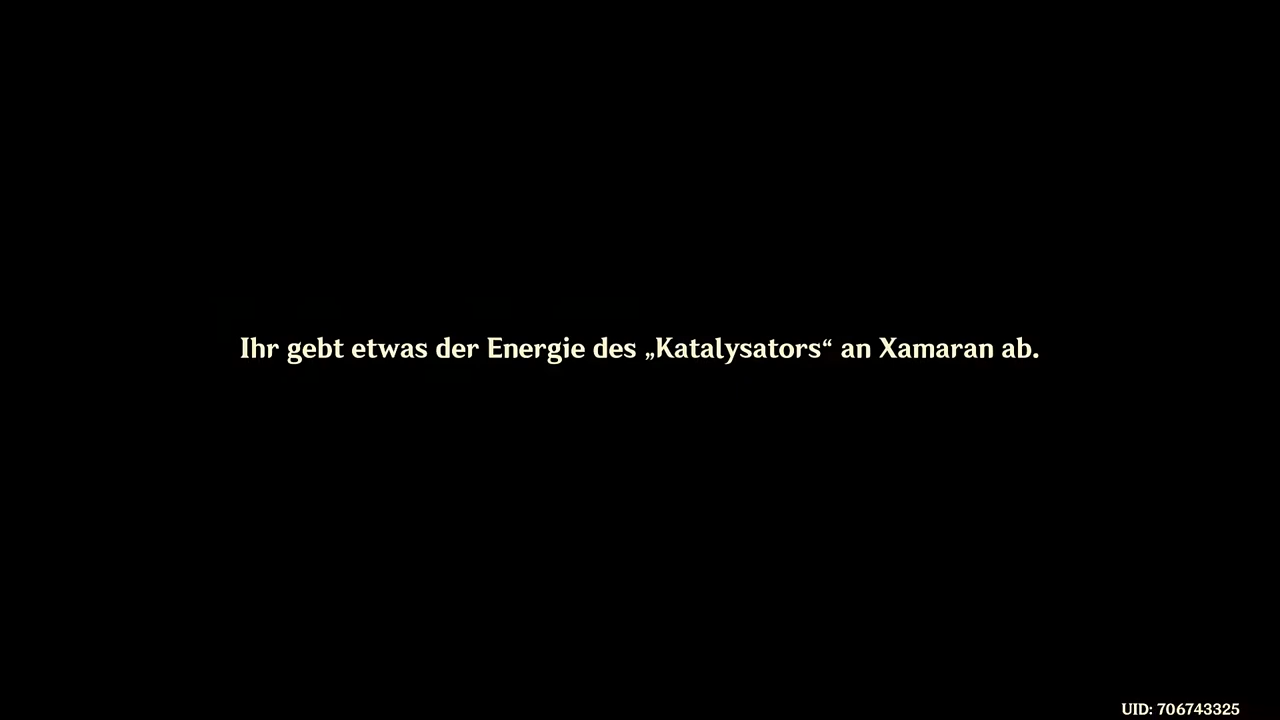 Ihr gebt etwas der Energie des „Katalysators“ an Xamaran ab.
UID: 706743325